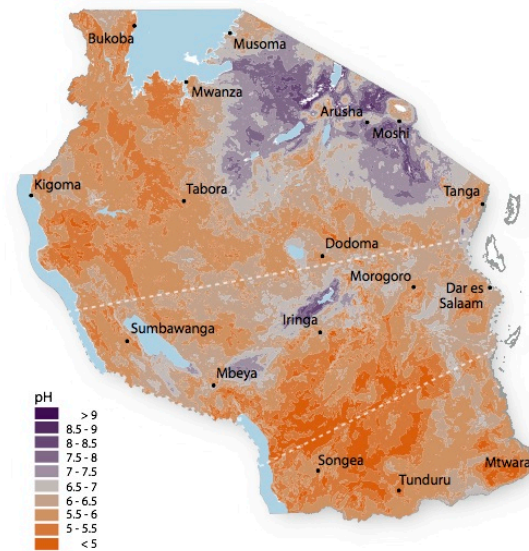 Bukoba
Musoma
Mwanza
Arusha
Moshi
Kigoma
Tabora
Tanga
Dodoma
Morogoro
Dar es
Salaam
Iringa
Sumbawanga
Mbeya
pH
> 9
8.5 - 9
8 - 8.5
7.5 - 8
7 - 7.5
6.5 - 7
6 - 6.5
5.5 - 6
5 - 5.5
< 5
Songea
Mtwara
Tunduru